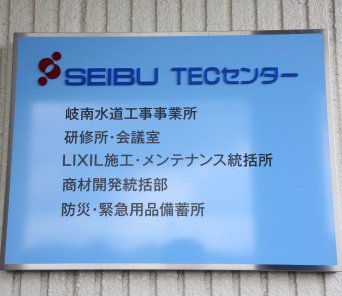 SEIBU TECセンター
岐南水道工事事業所
研修所・会議室
LIXIL施工・メンテナンス統括所
商材開発統括部
防災・緊急用品備蓄所